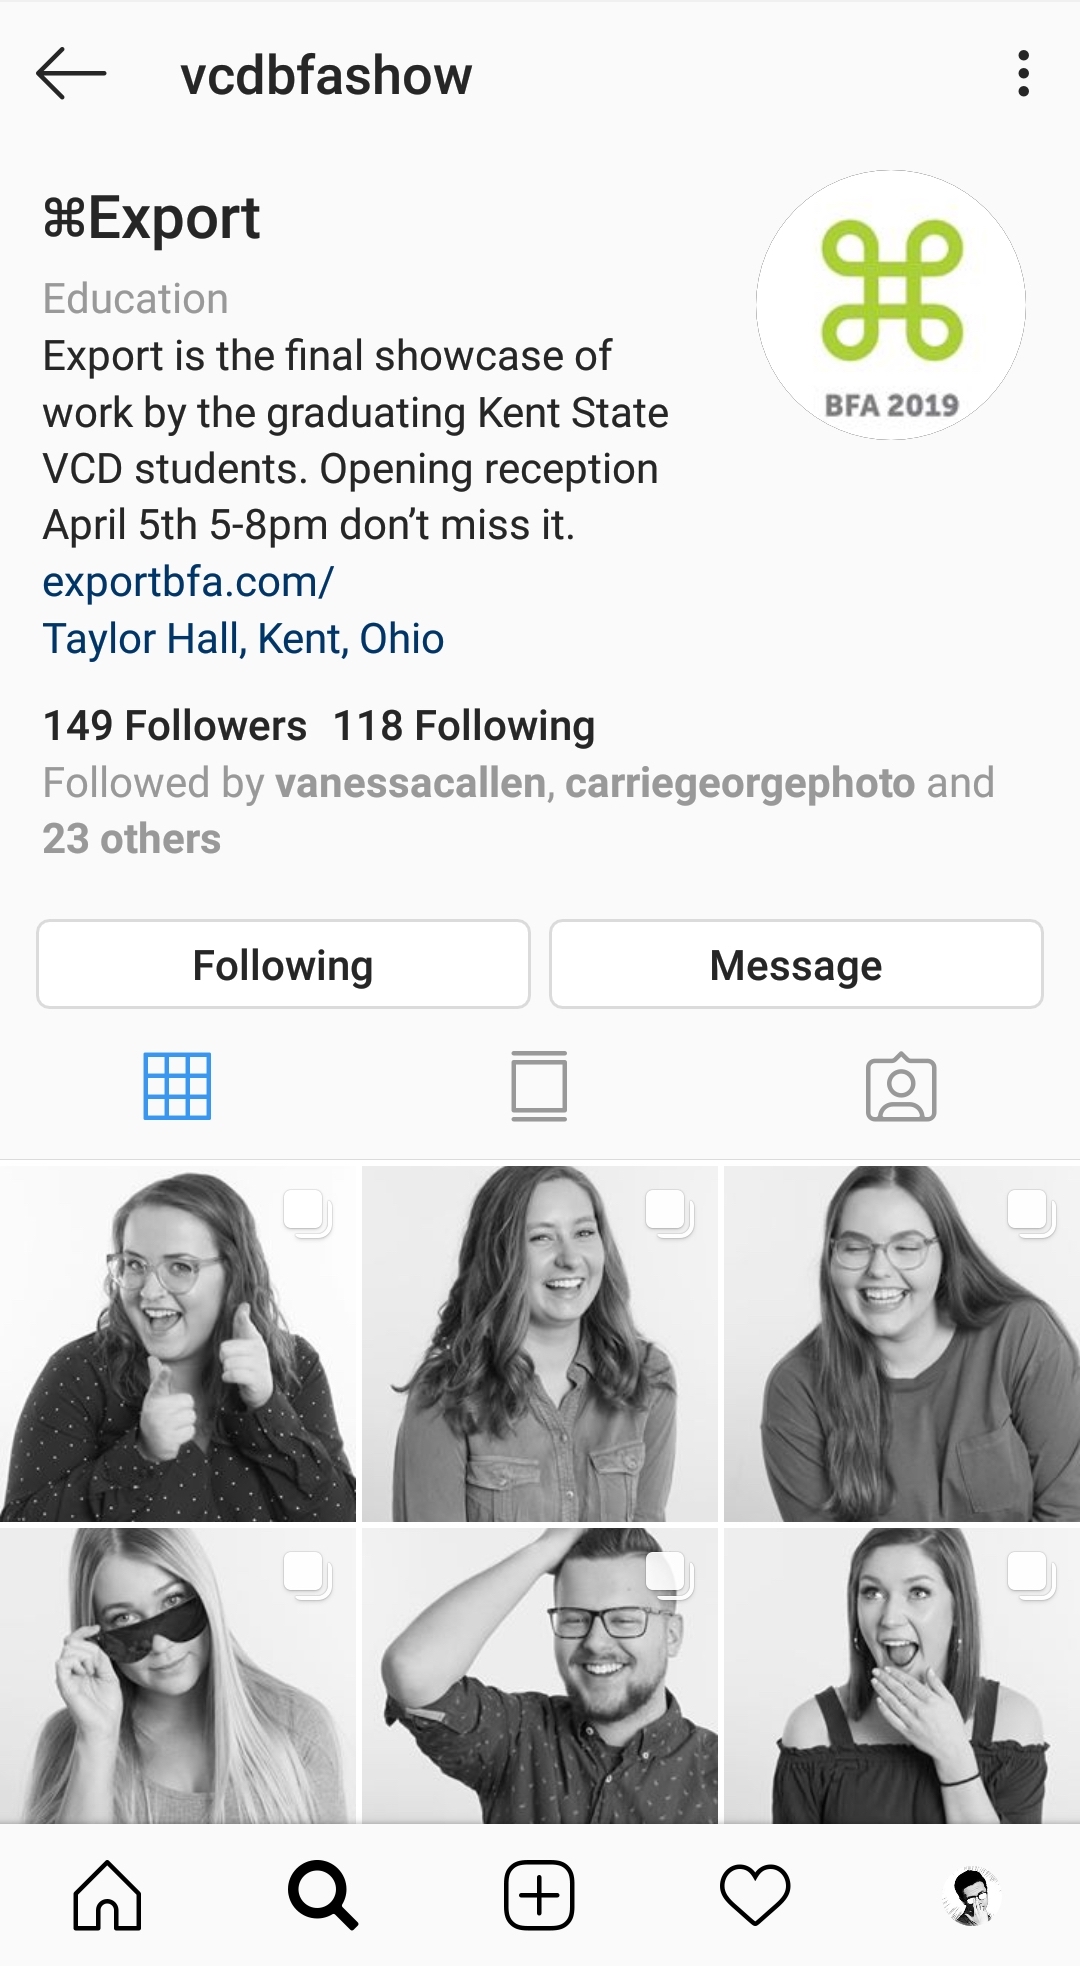 vcdbfashow
⌘Export
BFA 2019
Education
Export is the final showcase of
work by the graduating Kent State
VCD students. Opening reception
April 5th 5-8pm don’t miss it.
exportbfa.com/
Taylor Hall, Kent, Ohio
149 Followers 118 Following
Followed by vanessacallen, carriegeorgephoto and
23 others
Following Message